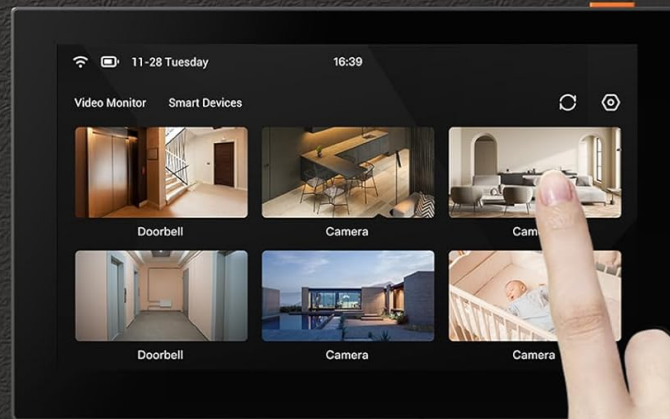 11-28 Tuesday 16:39
Video Monitor Smart Devices
Doorbell Camera
Doorbell Camera Camera